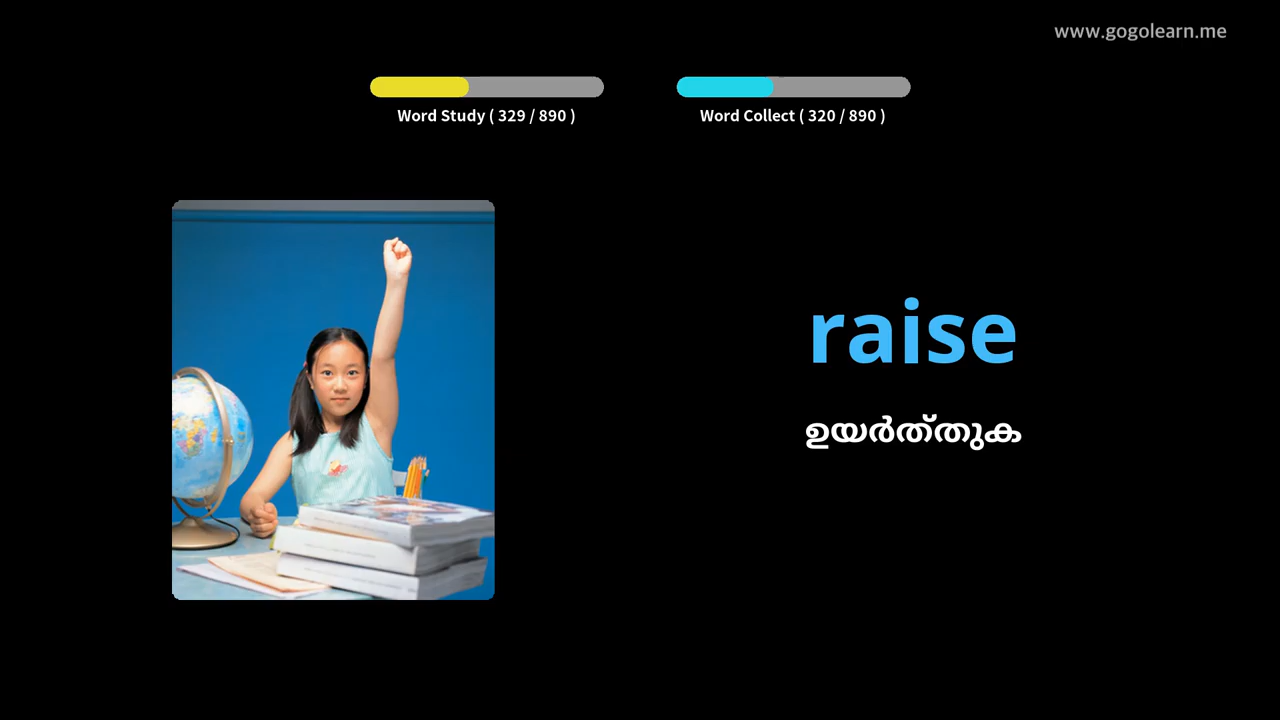 www.gogolearn.me
Word Study ( 329 / 890 )
Word Collect ( 320 / 890 )
raise
ഉയർത്തുക